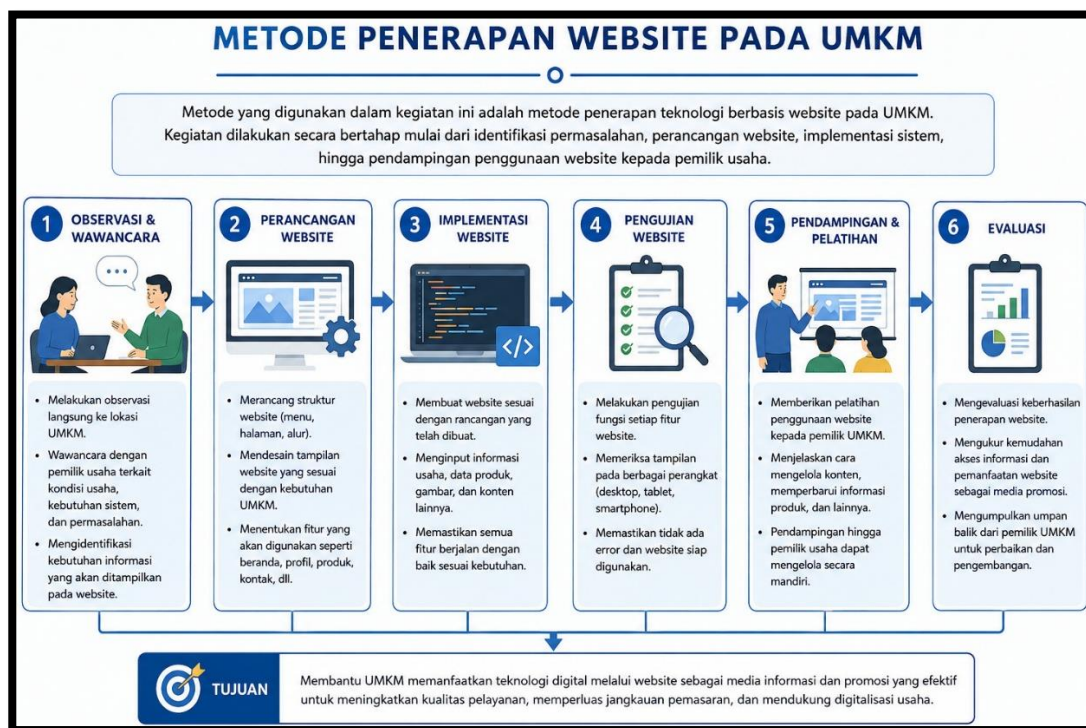 METODE PENERAPAN WEBSITE PADA UMKM
Metode yang digunakan dalam kegiatan ini adalah metode penerapan teknologi berbasis website pada UMKM.
Kegiatan dilakukan secara bertahap mulai dari identifikasi permasalahan, perancangan website, implementasi sistem,
hingga pendampingan penggunaan website kepada pemilik usaha.
1 OBSERVASI &
WAWANCARA
• Melakukan observasi
langsung ke lokasi
UMKM.
• Wawancara dengan
pemilik usaha terkait
kondisi usaha,
kebutuhan sistem,
dan permasalahan.
• Mengidentifikasi
kebutuhan informasi
yang akan ditampilkan
pada website.
2 PERANCANGAN
WEBSITE
• Merancang struktur
website (menu,
halaman, alur).
• Mendesain tampilan
website yang sesuai
dengan kebutuhan
UMKM.
• Menentukan fitur yang
akan digunakan seperti
beranda, profil, produk,
kontak, dll.
3 IMPLEMENTASI
WEBSITE
</>
• Membuat website sesuai
dengan rancangan yang
telah dibuat.
• Menginput informasi
usaha, data produk,
gambar, dan konten
lainnya.
• Memastikan semua
fitur berjalan dengan
baik sesuai kebutuhan.
4 PENGUJIAN
WEBSITE
• Melakukan pengujian
fungsi setiap fitur
website.
• Memeriksa tampilan
pada berbagai perangkat
(desktop, tablet,
smartphone).
• Memastikan tidak ada
error dan website siap
digunakan.
5 PENDAMPINGAN &
PELATIHAN
• Memberikan pelatihan
penggunaan website
kepada pemilik UMKM.
• Menjelaskan cara
mengelola konten,
memperbarui informasi
produk, dan lainnya.
• Pendampingan hingga
pemilik usaha dapat
mengelola secara
mandiri.
6 EVALUASI
• Mengevaluasi keberhasilan
penerapan website.
• Mengukur kemudahan
akses informasi dan
pemanfaatan website
sebagai media promosi.
• Mengumpulkan umpan
balik dari pemilik UMKM
untuk perbaikan dan
pengembangan.
TUJUAN
Membantu UMKM memanfaatkan teknologi digital melalui website sebagai media informasi dan promosi yang efektif
untuk meningkatkan kualitas pelayanan, memperluas jangkauan pemasaran, dan mendukung digitalisasi usaha.